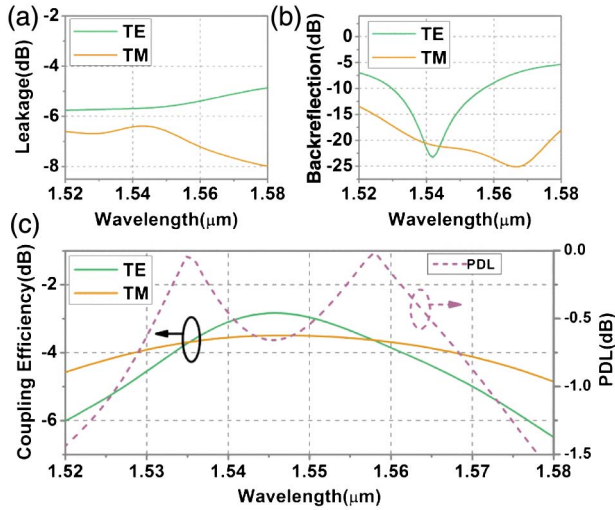 (a)
TE
TM
Leakage(dB)
-2
-4
-6
-8
1.52 1.54 1.56 1.58
Wavelength(μm)
(b)
TE
TM
Backreflection(dB)
0
-5
-10
-15
-20
-25
1.52 1.54 1.56 1.58
Wavelength(μm)
(c)
TE
TM
PDL
Coupling Efficiency(dB)
-2
-4
-6
0.0
-0.5
-1.0
-1.5
PDL(dB)
1.52 1.53 1.54 1.55 1.56 1.57 1.58
Wavelength(μm)